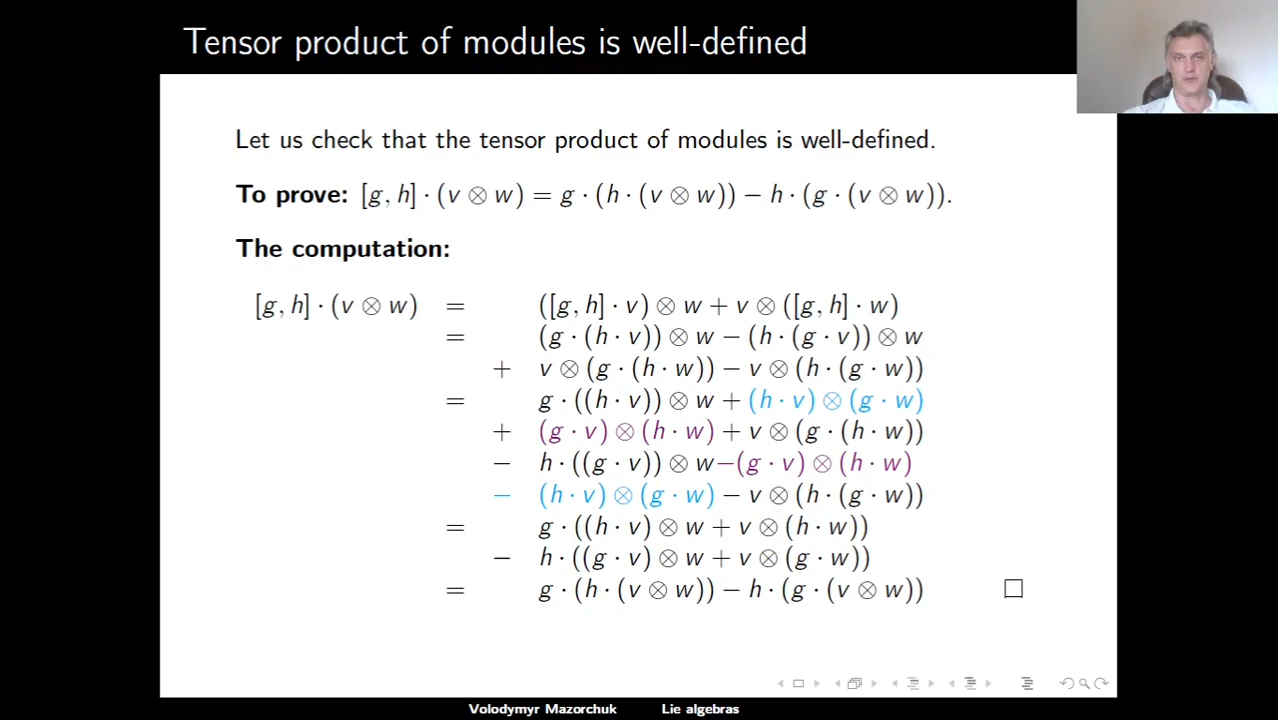 Tensor product of modules is well-defined
Let us check that the tensor product of modules is well-defined.
To prove: [g, h] · (v ⊗ w) = g · (h · (v ⊗ w)) − h · (g · (v ⊗ w)).
The computation:
[g, h] · (v ⊗ w) = ([g, h] · v) ⊗ w + v ⊗ ([g, h] · w)
= (g · (h · v)) ⊗ w − (h · (g · v)) ⊗ w
+ v ⊗ (g · (h · w)) − v ⊗ (h · (g · w))
= g · ((h · v)) ⊗ w + (h · v) ⊗ (g · w)
+ (g · v) ⊗ (h · w) + v ⊗ (g · (h · w))
− h · ((g · v)) ⊗ w−(g · v) ⊗ (h · w)
− (h · v) ⊗ (g · w) − v ⊗ (h · (g · w))
= g · ((h · v) ⊗ w + v ⊗ (h · w))
− h · ((g · v) ⊗ w + v ⊗ (g · w))
= g · (h · (v ⊗ w)) − h · (g · (v ⊗ w)) □
Volodymyr Mazorchuk Lie algebras